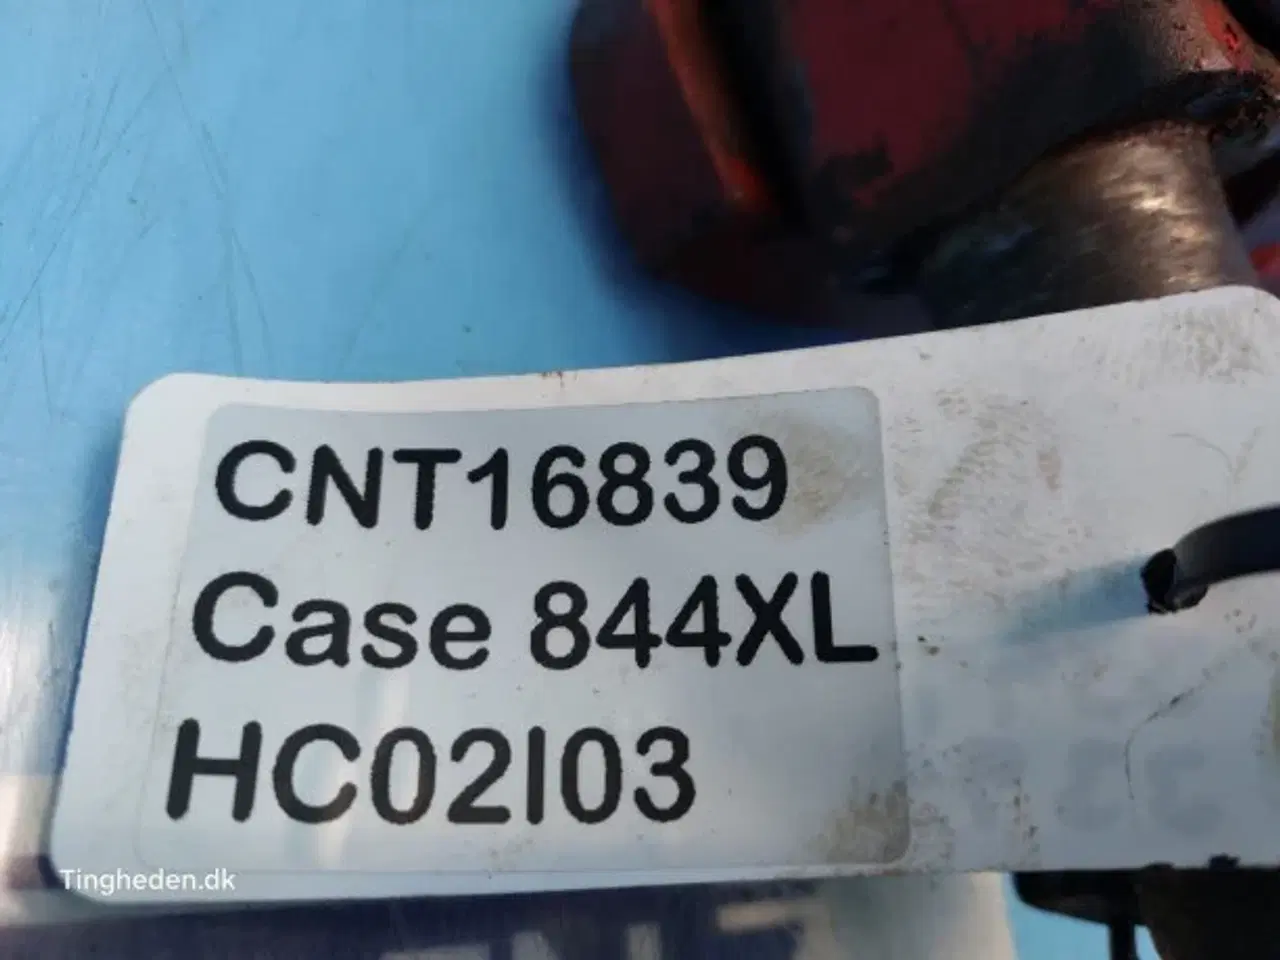 CNT16839
Case 844XL
HC02I03
Tingheden.dk